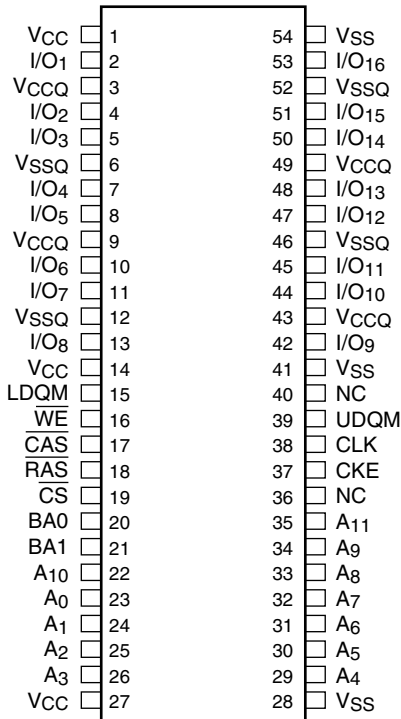 VCC 1 54 VSS
I/O1 2 53 I/O16
VCCQ 3 52 VSSQ
I/O2 4 51 I/O15
I/O3 5 50 I/O14
VSSQ 6 49 VCCQ
I/O4 7 48 I/O13
I/O5 8 47 I/O12
VCCQ 9 46 VSSQ
I/O6 10 45 I/O11
I/O7 11 44 I/O10
VSSQ 12 43 VCCQ
I/O8 13 42 I/O9
VCC 14 41 VSS
LDQM 15 40 NC
W̅E̅ 16 39 UDQM
C̅A̅S̅ 17 38 CLK
R̅A̅S̅ 18 37 CKE
C̅S̅ 19 36 NC
BA0 20 35 A11
BA1 21 34 A9
A10 22 33 A8
A0 23 32 A7
A1 24 31 A6
A2 25 30 A5
A3 26 29 A4
VCC 27 28 VSS